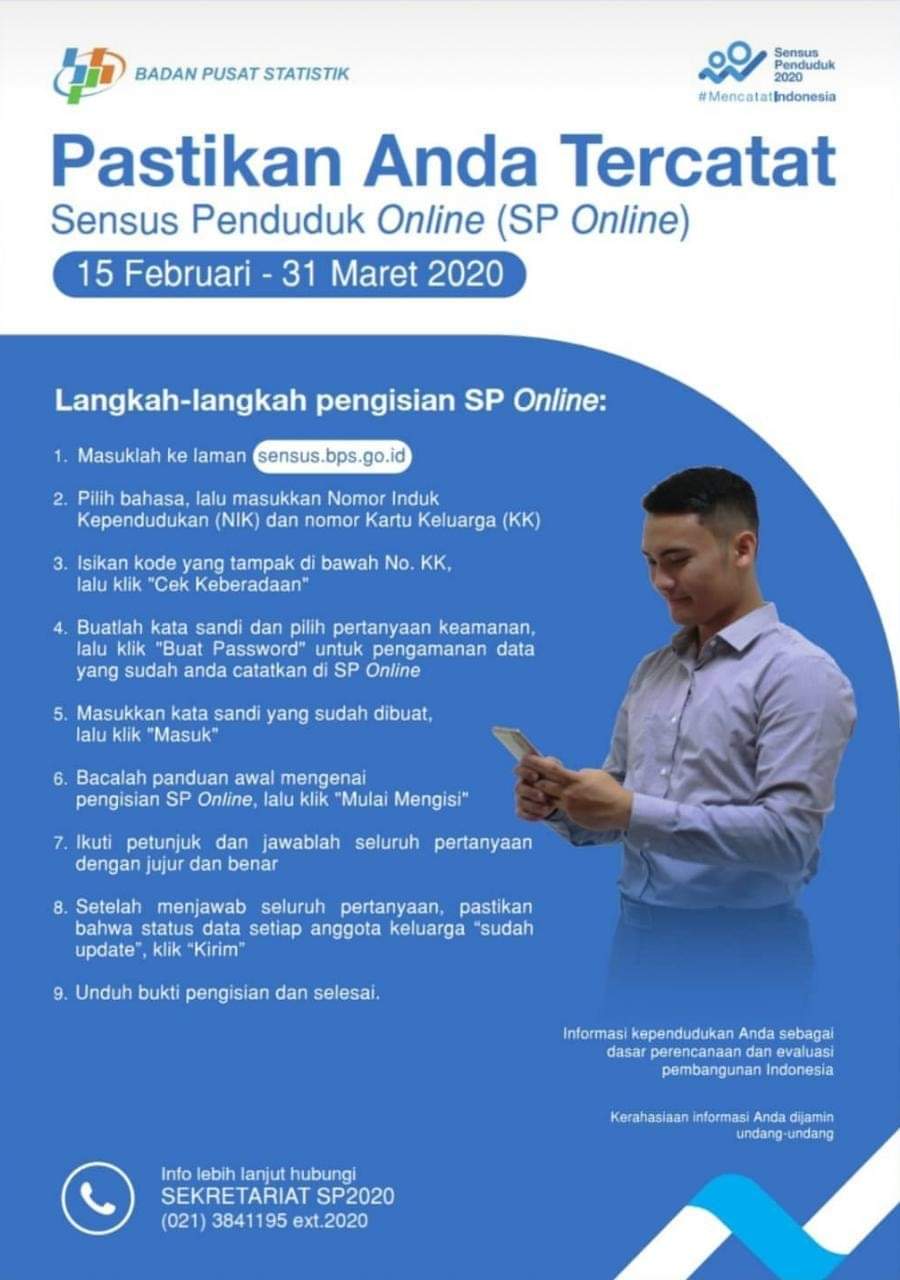 BADAN PUSAT STATISTIK
Sensus
Penduduk
2020
#MencatatIndonesia
Pastikan Anda Tercatat
Sensus Penduduk Online (SP Online)
15 Februari - 31 Maret 2020
Langkah-langkah pengisian SP Online:
1. Masuklah ke laman sensus.bps.go.id
2. Pilih bahasa, lalu masukkan Nomor Induk
Kependudukan (NIK) dan nomor Kartu Keluarga (KK)
3. Isikan kode yang tampak di bawah No. KK,
lalu klik "Cek Keberadaan"
4. Buatlah kata sandi dan pilih pertanyaan keamanan,
lalu klik "Buat Password" untuk pengamanan data
yang sudah anda catatkan di SP Online
5. Masukkan kata sandi yang sudah dibuat,
lalu klik "Masuk"
6. Bacalah panduan awal mengenai
pengisian SP Online, lalu klik "Mulai Mengisi"
7. Ikuti petunjuk dan jawablah seluruh pertanyaan
dengan jujur dan benar
8. Setelah menjawab seluruh pertanyaan, pastikan
bahwa status data setiap anggota keluarga “sudah
update”, klik “Kirim”
9. Unduh bukti pengisian dan selesai.
Informasi kependudukan Anda sebagai
dasar perencanaan dan evaluasi
pembangunan Indonesia
Kerahasiaan informasi Anda dijamin
undang-undang
Info lebih lanjut hubungi
SEKRETARIAT SP2020
(021) 3841195 ext.2020